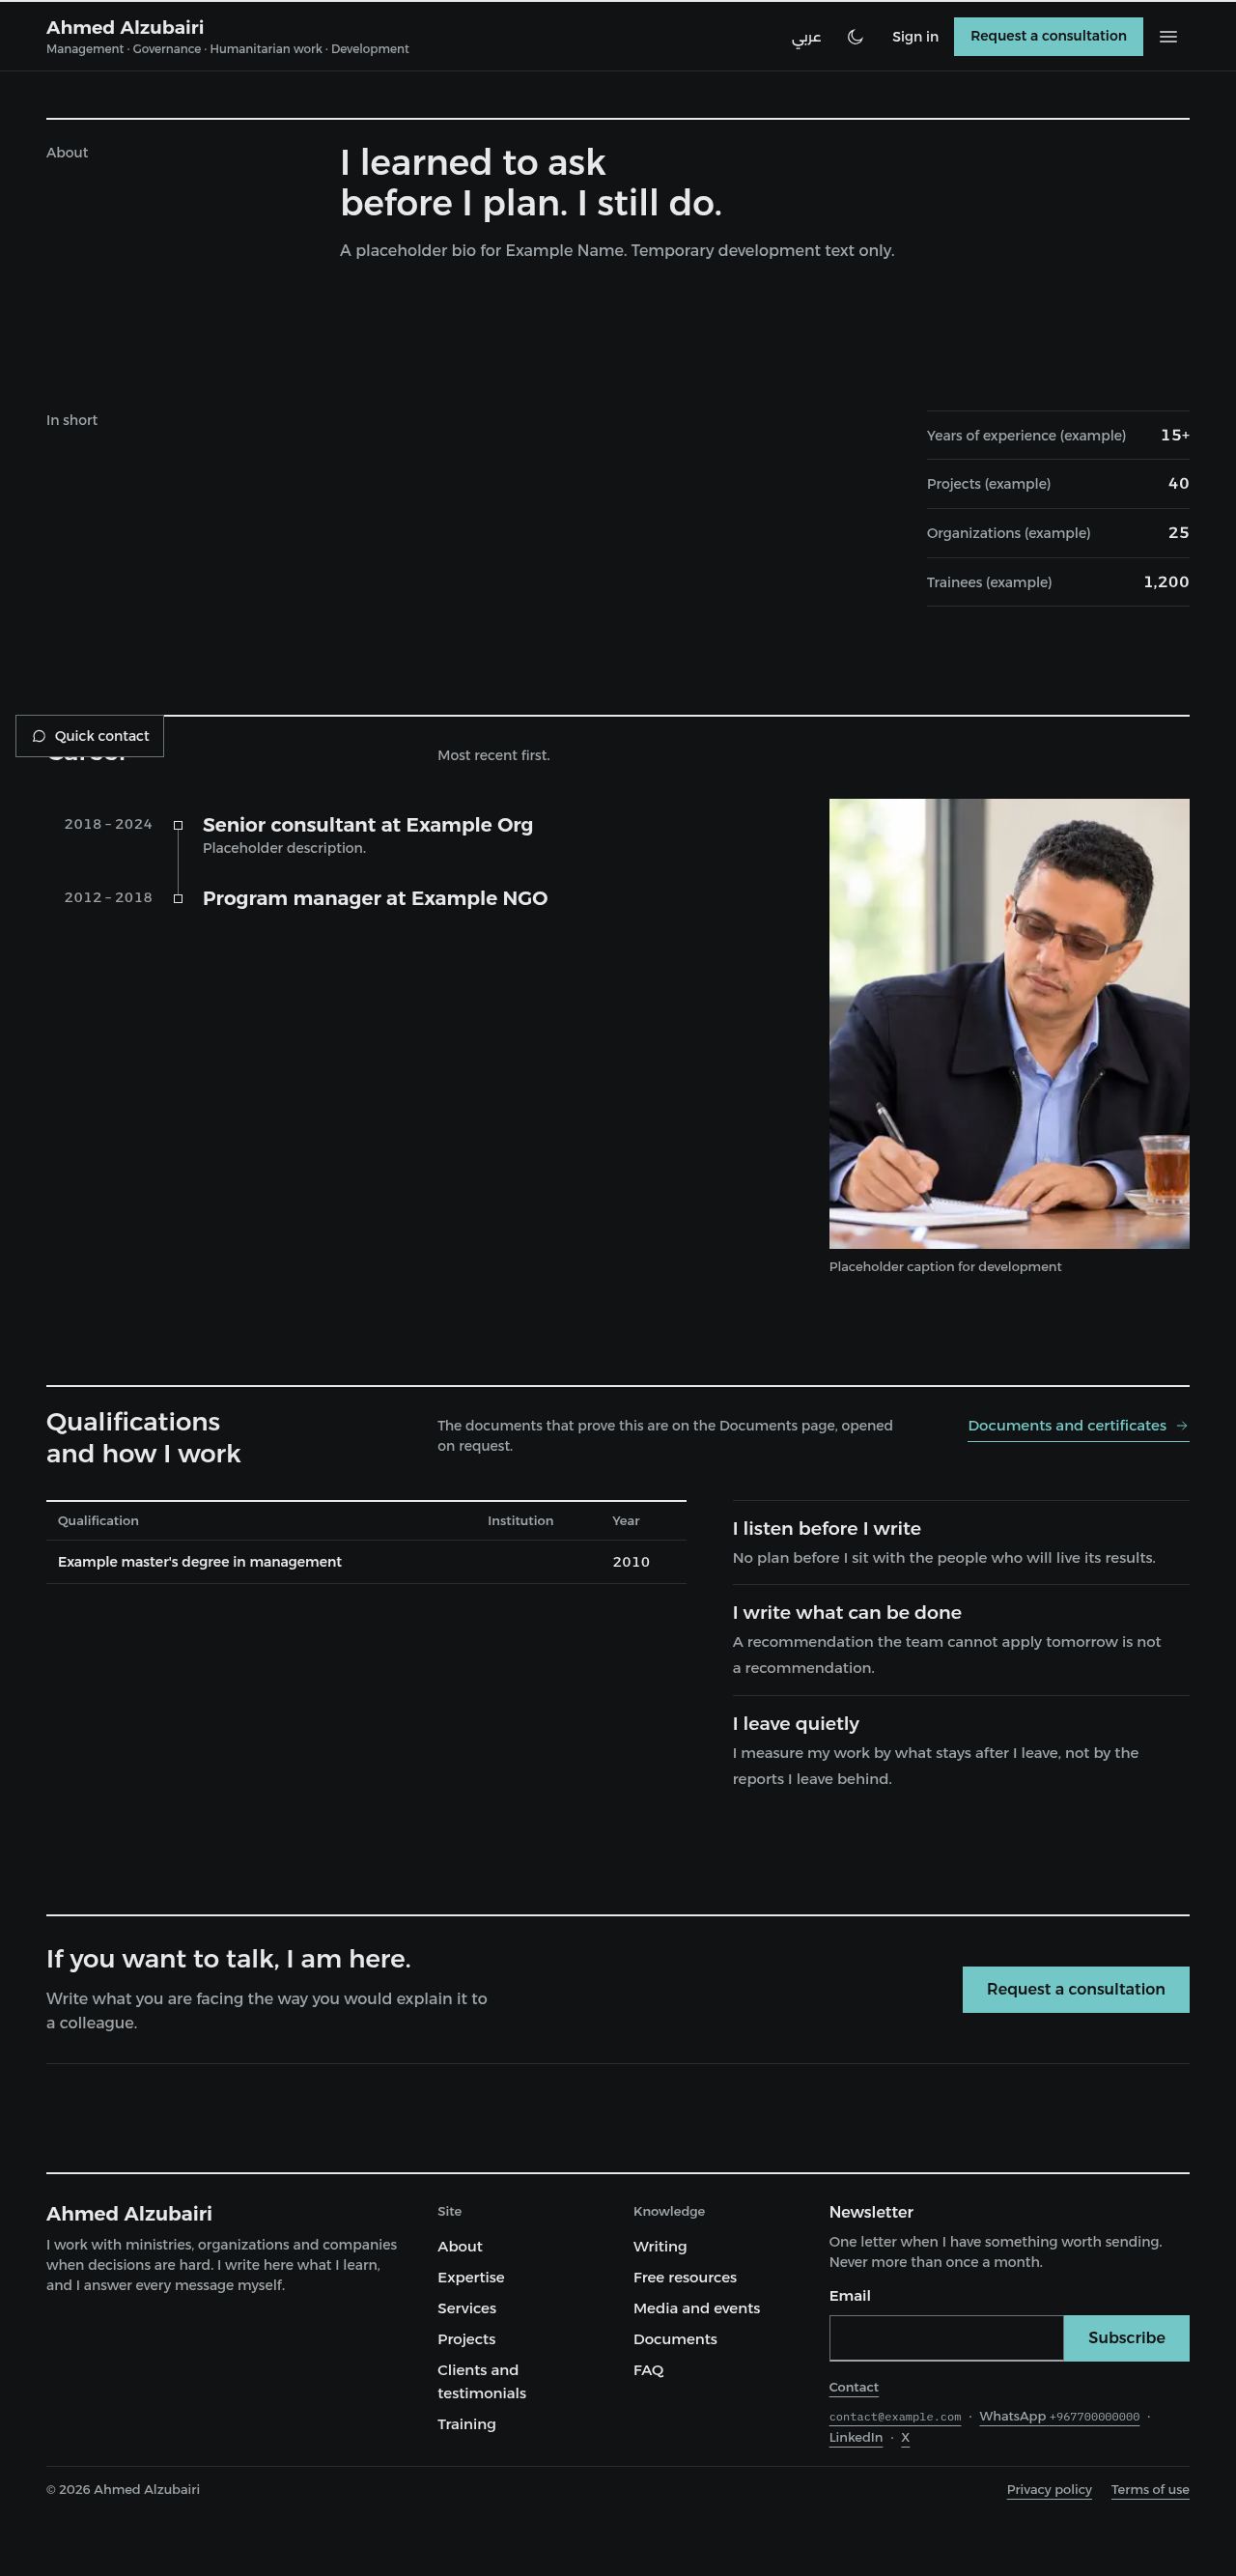 Ahmed Alzubairi
Management · Governance · Humanitarian work · Development
عربي
Sign in
Request a consultation
About
I learned to ask
before I plan. I still do.
A placeholder bio for Example Name. Temporary development text only.
In short
Years of experience (example) 15+
Projects (example) 40
Organizations (example) 25
Trainees (example) 1,200
Quick contact
Most recent first.
2018 – 2024
Senior consultant at Example Org
Placeholder description.
2012 – 2018
Program manager at Example NGO
Placeholder caption for development
Qualifications
and how I work
The documents that prove this are on the Documents page, opened
on request.
Documents and certificates →
Qualification Institution Year
Example master's degree in management 2010
I listen before I write
No plan before I sit with the people who will live its results.
I write what can be done
A recommendation the team cannot apply tomorrow is not
a recommendation.
I leave quietly
I measure my work by what stays after I leave, not by the
reports I leave behind.
If you want to talk, I am here.
Write what you are facing the way you would explain it to
a colleague.
Request a consultation
Ahmed Alzubairi
I work with ministries, organizations and companies
when decisions are hard. I write here what I learn,
and I answer every message myself.
Site
About
Expertise
Services
Projects
Clients and
testimonials
Training
Knowledge
Writing
Free resources
Media and events
Documents
FAQ
Newsletter
One letter when I have something worth sending.
Never more than once a month.
Email
Subscribe
Contact
contact@example.com · WhatsApp +967700000000 ·
LinkedIn · X
© 2026 Ahmed Alzubairi
Privacy policy
Terms of use